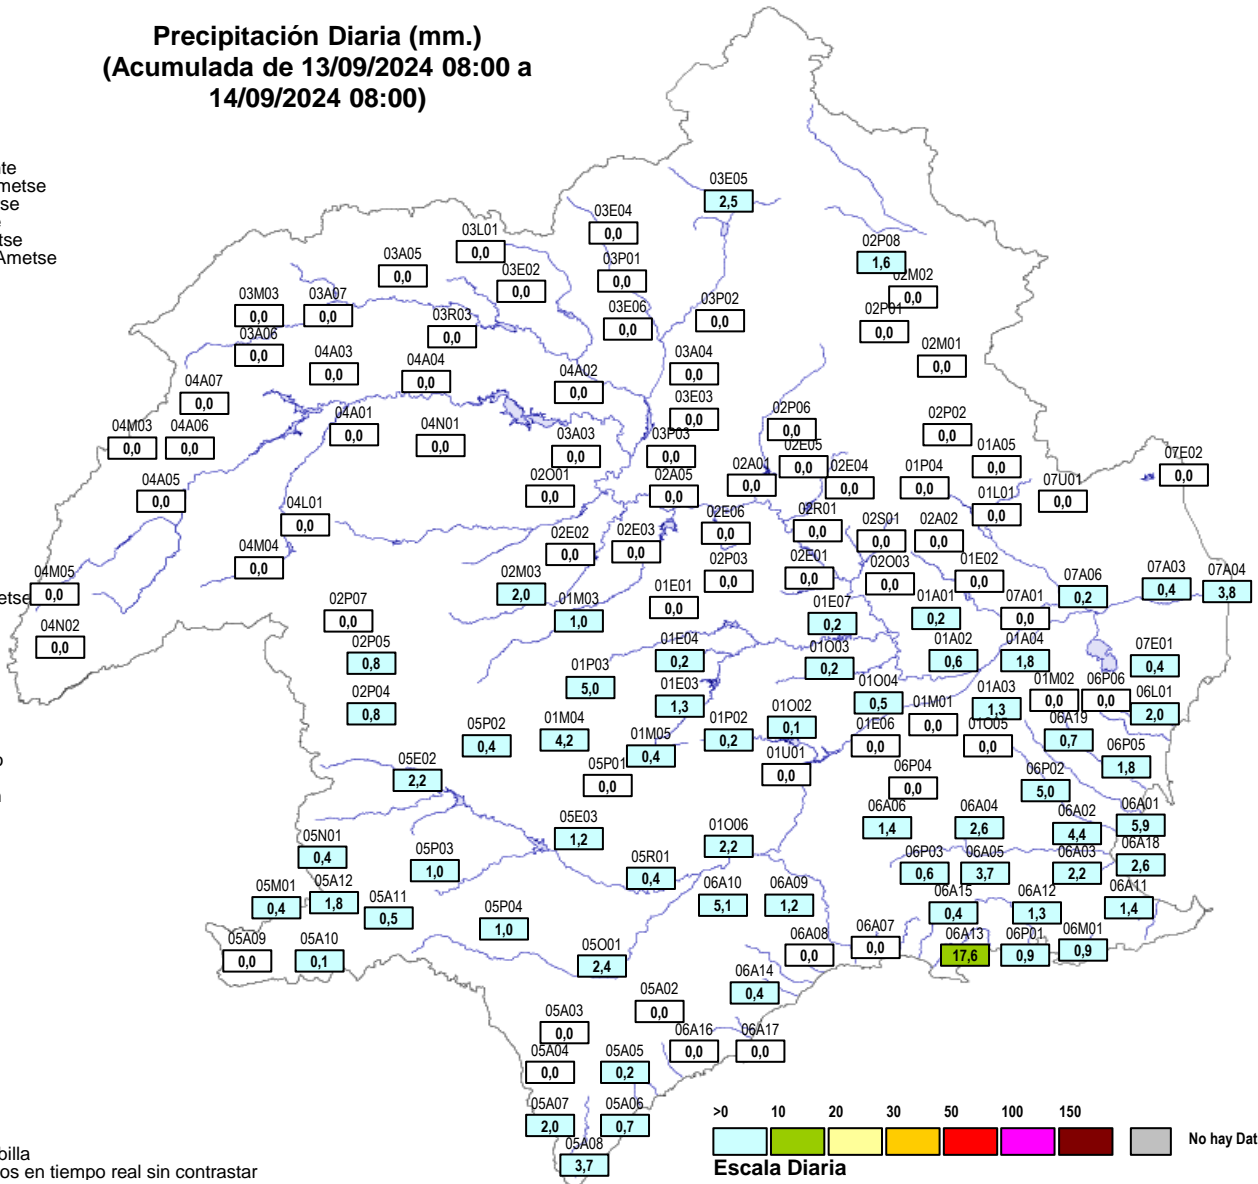 Precipitación Diaria (mm.)
(Acumulada de 13/09/2024 08:00 a
14/09/2024 08:00)
nte
metse
tse
e
tse
Ametse
03E05
2,5
03E04
0,0
03L01
0,0
02P08
1,6
03A05
0,0
03P01
0,0
03E02
0,0
02M02
0,0
03M03
0,0
03A07
0,0
03P02
0,0
03E06
0,0
02P01
0,0
03R03
0,0
03A06
0,0
02M01
0,0
04A03
0,0
04A04
0,0
03A04
0,0
04A02
0,0
04A07
0,0
03E03
0,0
04A01
0,0
02P06
0,0
02P02
0,0
04M03
0,0
04A06
0,0
04N01
0,0
03A03
0,0
03P03
0,0
02E05
0,0
01A05
0,0
07E02
0,0
02A01
0,0
02E04
0,0
01P04
0,0
04A05
0,0
02O01
0,0
02A05
0,0
07U01
0,0
01L01
0,0
04L01
0,0
02E06
0,0
02R01
0,0
02S01
0,0
02A02
0,0
02E02
0,0
02E03
0,0
04M04
0,0
02P03
0,0
02E01
0,0
02O03
0,0
01E02
0,0
04M05
0,0
etse
02M03
2,0
07A06
0,2
07A03
0,4
07A04
3,8
01E01
0,0
02P07
0,0
01M03
1,0
01E07
0,2
01A01
0,2
07A01
0,0
04N02
0,0
02P05
0,8
01E04
0,2
01O03
0,2
01A02
0,6
01A04
1,8
07E01
0,4
01P03
5,0
02P04
0,8
01E03
1,3
01O04
0,5
01A03
1,3
01M02
0,0
06P06
0,0
06L01
2,0
01M01
0,0
05P02
0,4
01M04
4,2
01P02
0,2
01O02
0,1
01E06
0,0
01O05
0,0
06A19
0,7
01M05
0,4
06P05
1,8
05E02
2,2
05P01
0,0
01U01
0,0
06P04
0,0
06P02
5,0
05E03
1,2
01O06
2,2
06A06
1,4
06A04
2,6
06A02
4,4
06A01
5,9
05N01
0,4
05P03
1,0
05R01
0,4
06P03
0,6
06A05
3,7
06A03
2,2
06A18
2,6
05M01
0,4
05A12
1,8
05A11
0,5
06A10
5,1
06A09
1,2
06A15
0,4
06A12
1,3
06A11
1,4
05P04
1,0
05A09
0,0
05A10
0,1
05O01
2,4
06A08
0,0
06A07
0,0
06A13
17,6
06P01
0,9
06M01
0,9
06A14
0,4
05A02
0,0
05A03
0,0
06A16
0,0
06A17
0,0
05A04
0,0
05A05
0,2
05A07
2,0
05A06
0,7
05A08
3,7
>0 10 20 30 50 100 150
No hay Dat
Escala Diaria
billa
os en tiempo real sin contrastar